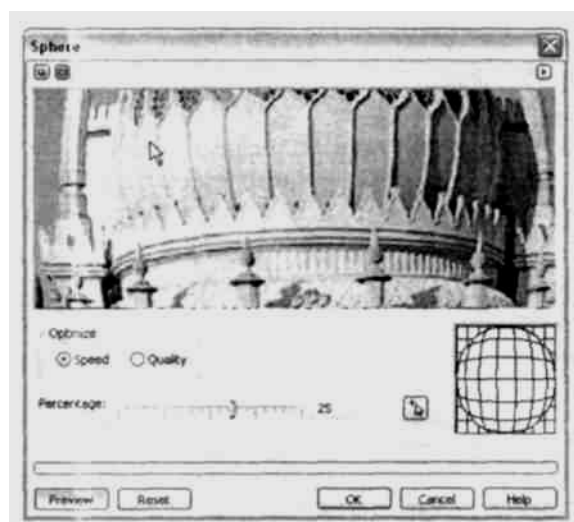 Sphere
Optimize
Speed Quality
Percentage: 25
Preview Reset OK Cancel Help